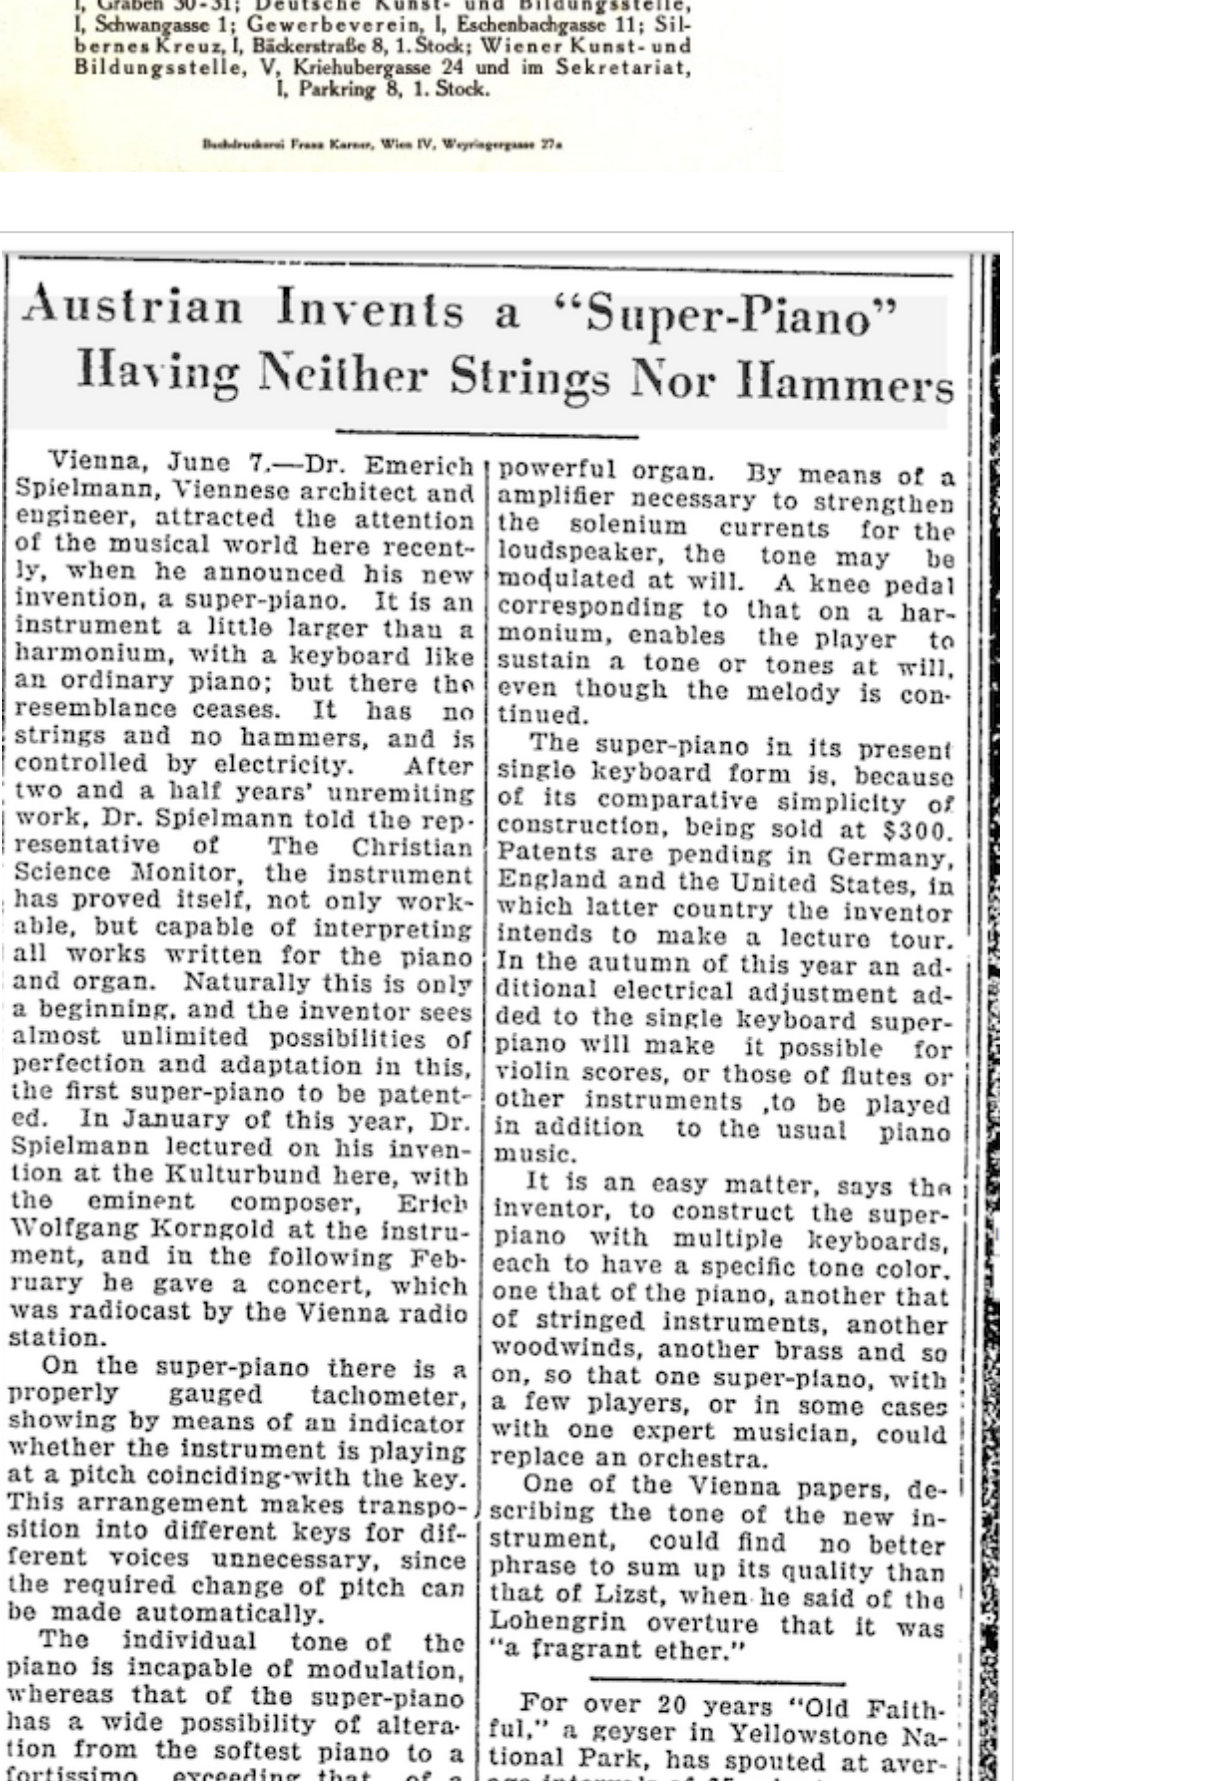 I, Graben 30-31; Deutsche Kunst- und Bildungsstelle,
I, Schwangasse 1; Gewerbeverein, I, Eschenbachgasse 11; Sil-
bernes Kreuz, I, Bäckerstraße 8, 1. Stock; Wiener Kunst- und
Bildungsstelle, V, Kriehubergasse 24 und im Sekretariat,
I, Parkring 8, 1. Stock.
Buchdruckerei Franz Karner, Wien IV, Weyringergasse 27a
Austrian Invents a "Super-Piano"
Having Neither Strings Nor Hammers
Vienna, June 7.—Dr. Emerich
Spielmann, Viennese architect and
engineer, attracted the attention
of the musical world here recent-
ly, when he announced his new
invention, a super-piano. It is an
instrument a little larger than a
harmonium, with a keyboard like
an ordinary piano; but there the
resemblance ceases. It has no
strings and no hammers, and is
controlled by electricity. After
two and a half years' unremiting
work, Dr. Spielmann told the rep-
resentative of The Christian
Science Monitor, the instrument
has proved itself, not only work-
able, but capable of interpreting
all works written for the piano
and organ. Naturally this is only
a beginning, and the inventor sees
almost unlimited possibilities of
perfection and adaptation in this,
the first super-piano to be patent-
ed. In January of this year, Dr.
Spielmann lectured on his inven-
tion at the Kulturbund here, with
the eminent composer, Erich
Wolfgang Korngold at the instru-
ment, and in the following Feb-
ruary he gave a concert, which
was radiocast by the Vienna radio
station.
On the super-piano there is a
properly gauged tachometer,
showing by means of an indicator
whether the instrument is playing
at a pitch coinciding with the key.
This arrangement makes transpo-
sition into different keys for dif-
ferent voices unnecessary, since
the required change of pitch can
be made automatically.
The individual tone of the
piano is incapable of modulation,
whereas that of the super-piano
has a wide possibility of altera-
tion from the softest piano to a
fortissimo exceeding that of a
powerful organ. By means of a
amplifier necessary to strengthen
the solenium currents for the
loudspeaker, the tone may be
modulated at will. A knee pedal
corresponding to that on a har-
monium, enables the player to
sustain a tone or tones at will,
even though the melody is con-
tinued.
The super-piano in its present
single keyboard form is, because
of its comparative simplicity of
construction, being sold at $300.
Patents are pending in Germany,
England and the United States, in
which latter country the inventor
intends to make a lecture tour.
In the autumn of this year an ad-
ditional electrical adjustment ad-
ded to the single keyboard super-
piano will make it possible for
violin scores, or those of flutes or
other instruments ,to be played
in addition to the usual piano
music.
It is an easy matter, says the
inventor, to construct the super-
piano with multiple keyboards,
each to have a specific tone color,
one that of the piano, another that
of stringed instruments, another
woodwinds, another brass and so
on, so that one super-piano, with
a few players, or in some cases
with one expert musician, could
replace an orchestra.
One of the Vienna papers, de-
scribing the tone of the new in-
strument, could find no better
phrase to sum up its quality than
that of Lizst, when he said of the
Lohengrin overture that it was
"a fragrant ether."
For over 20 years "Old Faith-
ful," a geyser in Yellowstone Na-
tional Park, has spouted at aver-